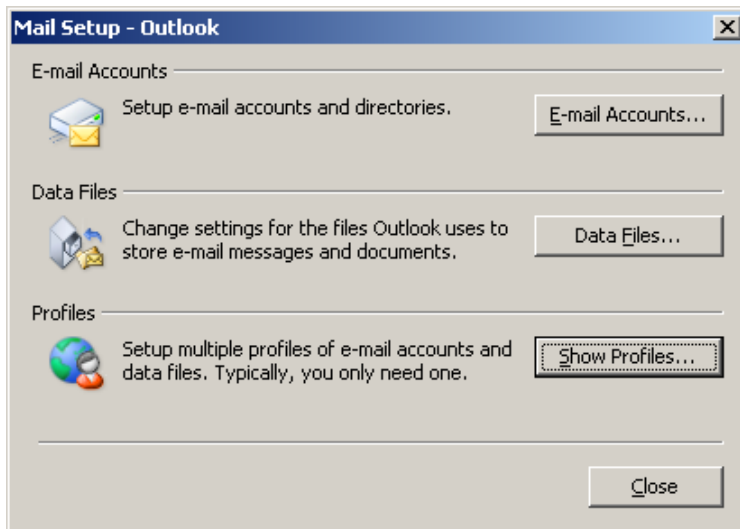 Mail Setup - Outlook
E-mail Accounts
Setup e-mail accounts and directories.
E-mail Accounts...
Data Files
Change settings for the files Outlook uses to
store e-mail messages and documents.
Data Files...
Profiles
Setup multiple profiles of e-mail accounts and
data files. Typically, you only need one.
Show Profiles...
Close